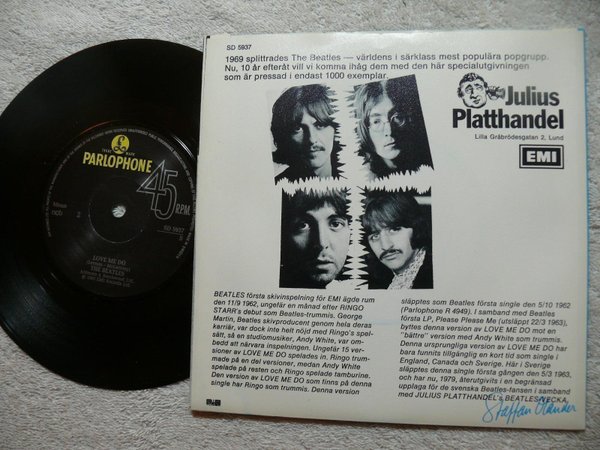 SD 5937
1969 splittrades The Beatles — världens i särklass mest populära popgrupp.
Nu, 10 år efteråt vill vi komma ihåg dem med den här specialutgivningen
som är pressad i endast 1000 exemplar.
Julius
Platthandel
Lilla Gråbrödesgatan 2, Lund
EMI
PARLOPHONE
45
R.P.M.
Mono
ncb
SD 5937
LOVE ME DO
THE BEATLES
BEATLES första skivinspelning för EMI ägde rum
den 11/9 1962, ungefär en månad efter RINGO
STARR's debut som Beatles-trummis. George
Martin, Beatles skivproducent genom hela deras
karriär, var dock inte helt nöjd med Ringo's spel-
sätt, så en studiomusiker, Andy White var om-
bedd att närvara inspelningen. Ungefär 15 ver-
sioner av LOVE ME DO spelades in. Ringo trum-
made på en del versioner, medan Andy White
spelade på resten och Ringo spelade tamburine.
Den version av LOVE ME DO som finns på denna
single har Ringo som trummis. Denna version
släpptes som Beatles första single den 5/10 1962
(Parlophone R 4949). I samband med Beatles
första LP, Please Please Me (utsläppt 22/3 1963),
byttes denna version av LOVE ME DO mot en
"bättre" version med Andy White som trummis.
Denna ursprungliga version av LOVE ME DO har
bara tunnits tillgänglig en kort tid som single i
England, Canada och Sverige. Här i Sverige
släpptes denna single första gången den 5/3 1963,
och har nu, 1979, återutgivits i en begränsad
upplaga för de svenska Beatles-fansen i samband
med JULIUS PLATTHANDEL's BEATLESVECKA.
Staffan Olander